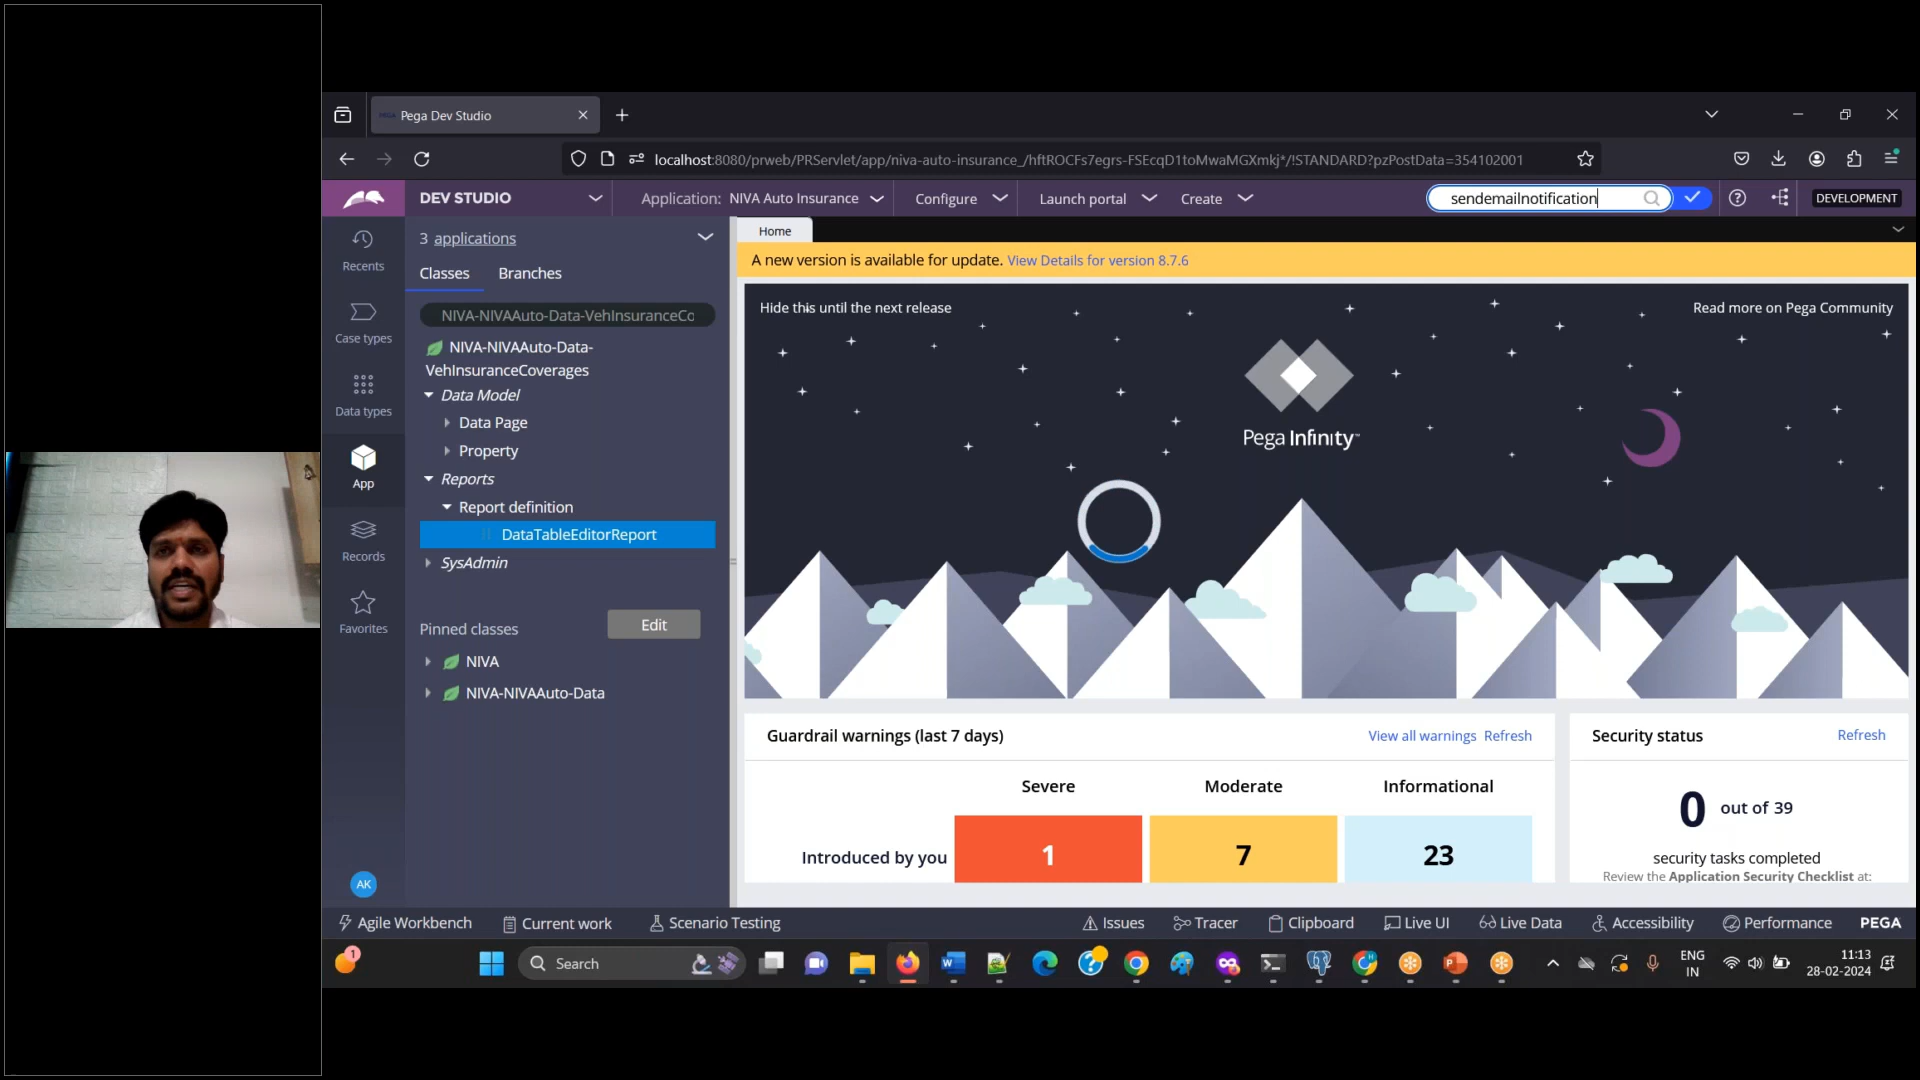 Pega Dev Studio
localhost:8080/prweb/PRServlet/app/niva-auto-insurance_/hftROCFs7egrs-FSEcqD1toMwaMGXmkj*/!STANDARD?pzPostData=354102001
DEV STUDIO
Application: NIVA Auto Insurance
Configure
Launch portal
Create
sendemailnotification
DEVELOPMENT
Recents
Case types
Data types
App
Records
Favorites
AK
3 applications
Classes Branches
NIVA-NIVAAuto-Data-VehInsuranceCo
NIVA-NIVAAuto-Data-
VehInsuranceCoverages
Data Model
Data Page
Property
Reports
Report definition
DataTableEditorReport
SysAdmin
Pinned classes Edit
NIVA
NIVA-NIVAAuto-Data
Home
A new version is available for update. View Details for version 8.7.6
Hide this until the next release
Read more on Pega Community
Pega Infinity™
Guardrail warnings (last 7 days) View all warnings Refresh
Severe Moderate Informational
Introduced by you 1 7 23
Security status Refresh
0 out of 39
security tasks completed
Review the Application Security Checklist at:
Agile Workbench Current work Scenario Testing Issues Tracer Clipboard Live UI Live Data Accessibility Performance PEGA
1
Search
ENG
IN
11:13
28-02-2024